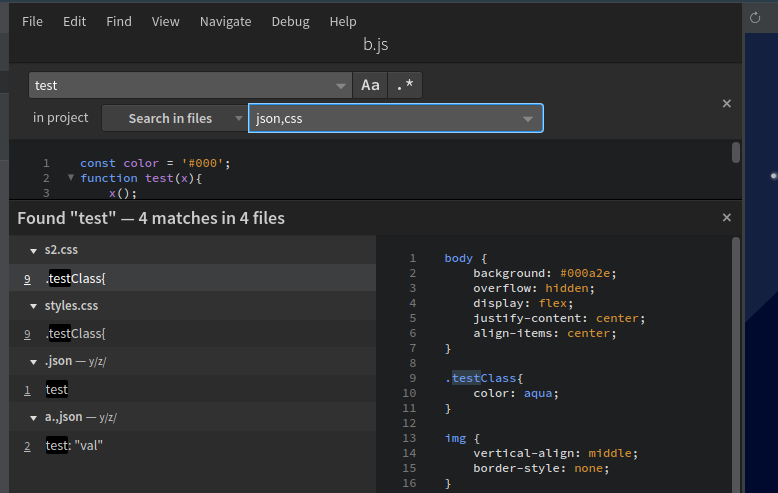 File Edit Find View Navigate Debug Help
b.js
test Aa .*
in project Search in files json,css
1 const color = '#000';
2 function test(x){
3 x();
Found "test" — 4 matches in 4 files
s2.css
9 .testClass{
styles.css
9 .testClass{
.json — y/z/
1 test
a.,json — y/z/
2 test: "val"
1 body {
2 background: #000a2e;
3 overflow: hidden;
4 display: flex;
5 justify-content: center;
6 align-items: center;
7 }
8
9 .testClass{
10 color: aqua;
11 }
12
13 img {
14 vertical-align: middle;
15 border-style: none;
16 }